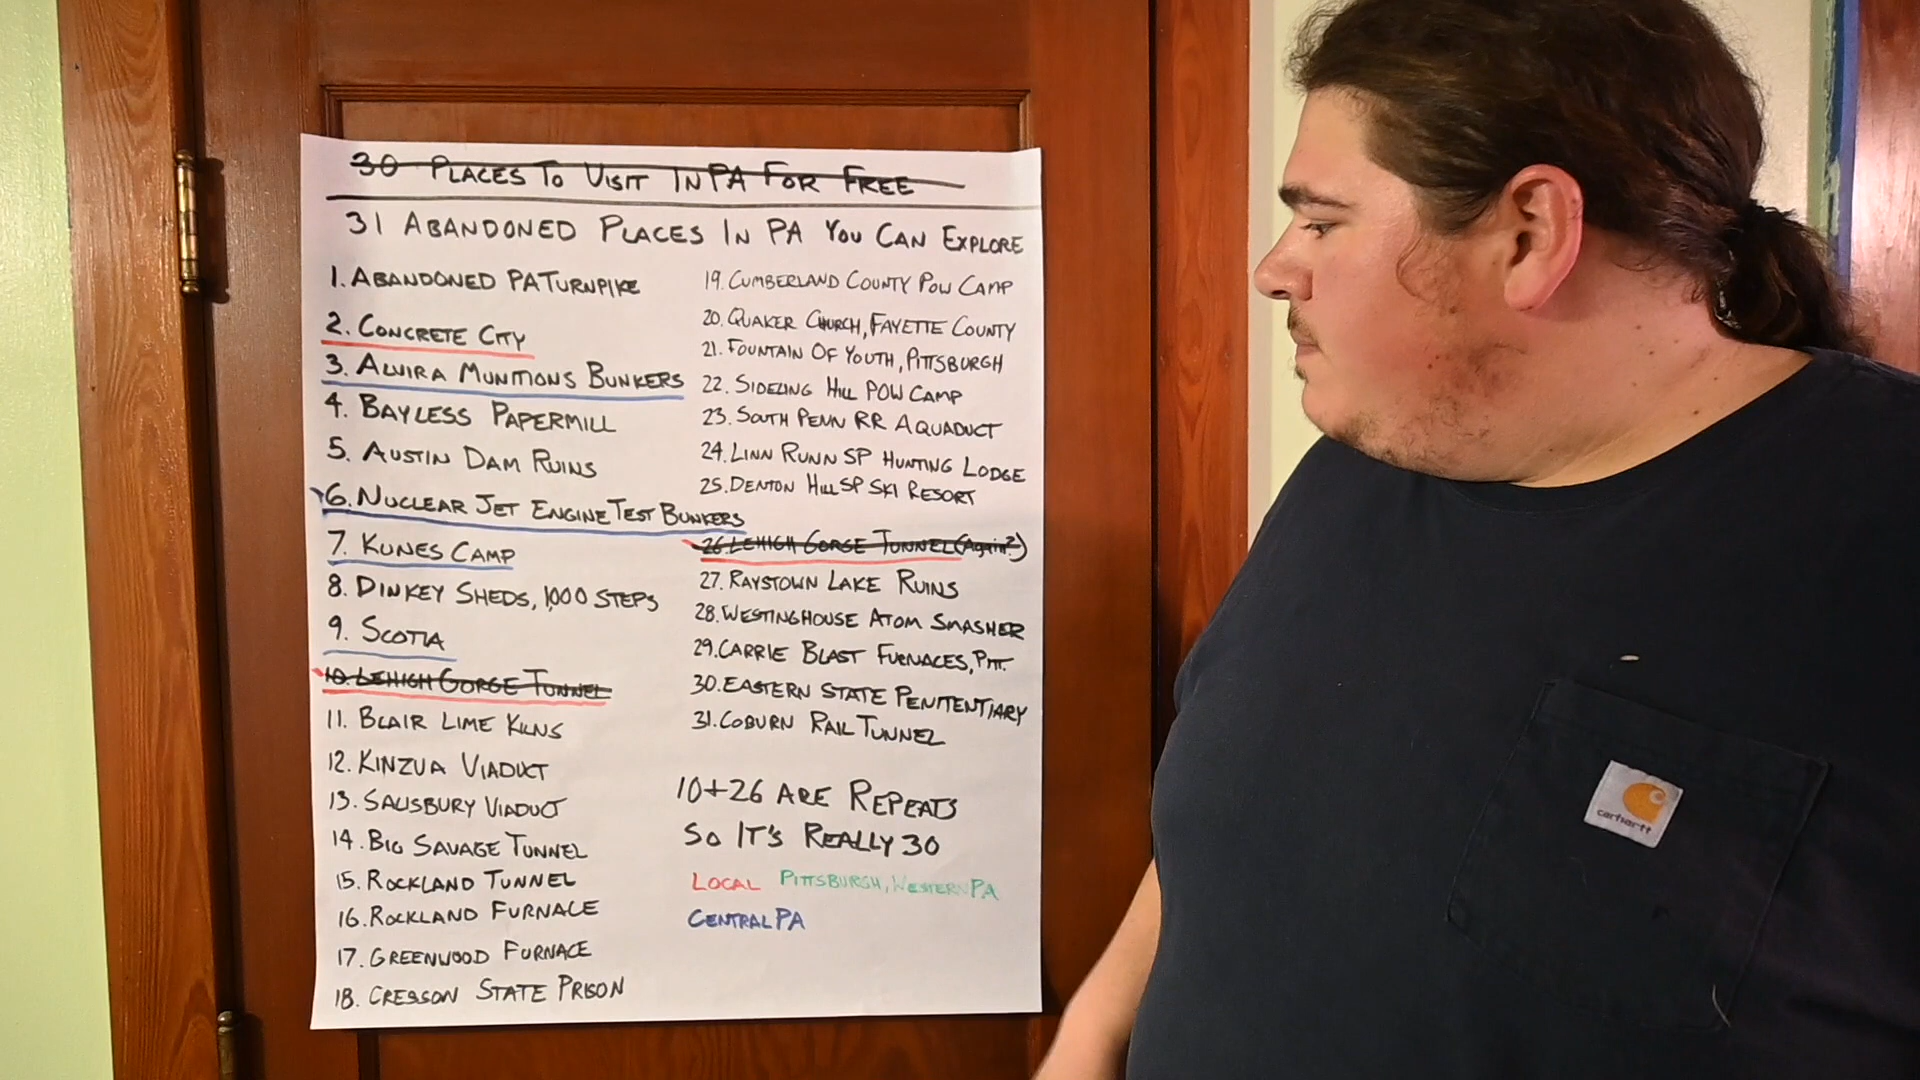 30 PLACES TO VISIT IN PA FOR FREE
31 ABANDONED PLACES IN PA YOU CAN EXPLORE
1. ABANDONED PA TURNPIKE
2. CONCRETE CITY
3. ALVIRA MUNITIONS BUNKERS
4. BAYLESS PAPERMILL
5. AUSTIN DAM RUINS
6. NUCLEAR JET ENGINE TEST BUNKERS
7. KUNES CAMP
8. DINKEY SHEDS, 1,000 STEPS
9. SCOTIA
10. LEHIGH GORGE TUNNEL
11. BLAIR LIME KILNS
12. KINZUA VIADUCT
13. SALISBURY VIADUCT
14. BIG SAVAGE TUNNEL
15. ROCKLAND TUNNEL
16. ROCKLAND FURNACE
17. GREENWOOD FURNACE
18. CRESSON STATE PRISON
19. CUMBERLAND COUNTY POW CAMP
20. QUAKER CHURCH, FAYETTE COUNTY
21. FOUNTAIN OF YOUTH, PITTSBURGH
22. SIDELING HILL POW CAMP
23. SOUTH PENN RR AQUADUCT
24. LINN RUNN SP HUNTING LODGE
25. DENTON HILL SP SKI RESORT
26. LEHIGH GORGE TUNNEL (Again?)
27. RAYSTOWN LAKE RUINS
28. WESTINGHOUSE ATOM SMASHER
29. CARRIE BLAST FURNACES, PITT.
30. EASTERN STATE PENITENTIARY
31. COBURN RAIL TUNNEL
10+26 ARE REPEATS
SO IT'S REALLY 30
LOCAL PITTSBURGH, WESTERN PA
CENTRAL PA
carhartt